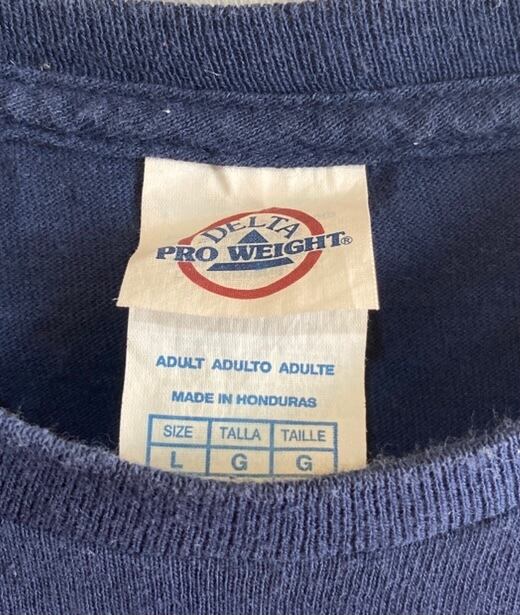 DELTA
PRO WEIGHT®
ADULT ADULTO ADULTE
MADE IN HONDURAS
SIZE TALLA TAILLE
L G G